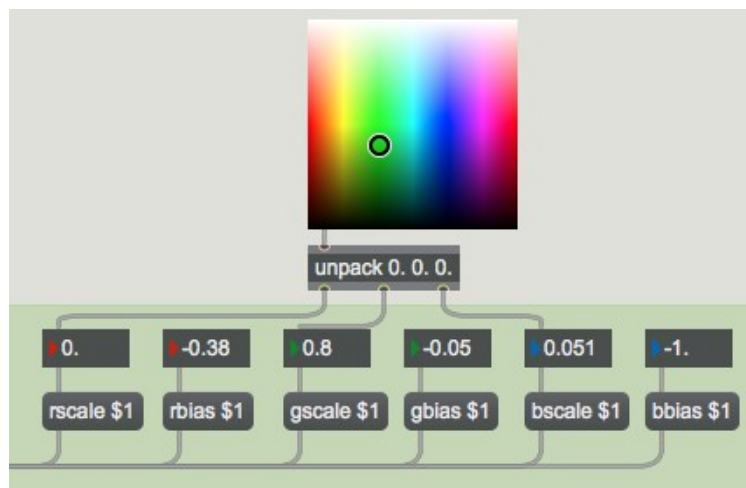 unpack 0. 0. 0.
0. -0.38 0.8 -0.05 0.051 -1.
rscale $1 rbias $1 gscale $1 gbias $1 bscale $1 bbias $1